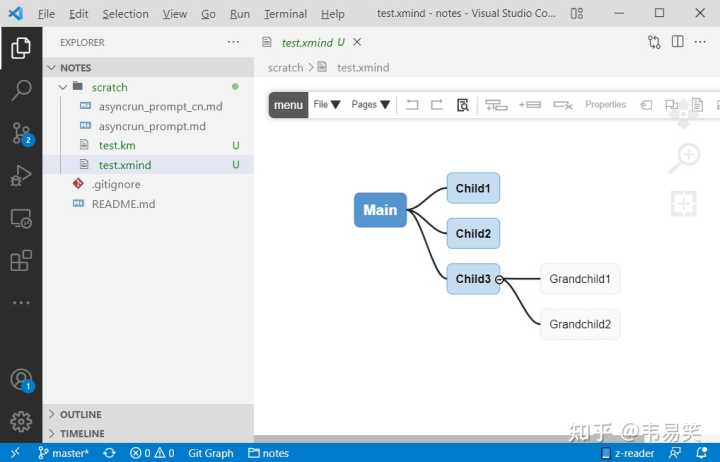 File Edit Selection View Go Run Terminal Help test.xmind - notes - Visual Studio Co...
EXPLORER
test.xmind U
NOTES
scratch > test.xmind
scratch
asyncrun_prompt_cn.md
asyncrun_prompt.md
test.km U
test.xmind U
.gitignore
README.md
menu File Pages Properties
Main
Child1
Child2
Child3
Grandchild1
Grandchild2
2
1
OUTLINE
TIMELINE
知乎 @韦易笑
master* 0 0 Git Graph notes z-reader